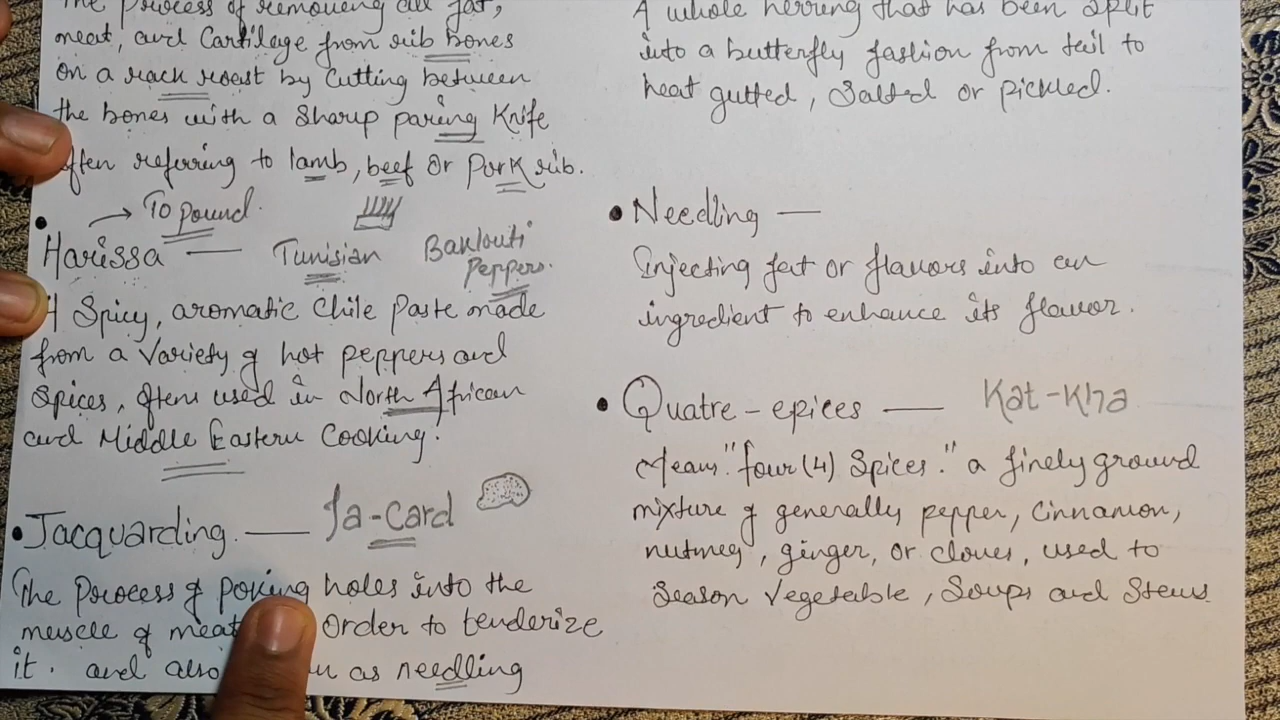 The Process of removeing all fat,
meat, and Cartilage from rib bones
on a rack roast by Cutting between
the bones with a Sharp paring Knife
often referring to lamb, beef or Pork rib.
→ To pound.
• Harissa — Tunisian Baklouti
Peppers.
A Spicy, aromatic Chile Paste made
from a Variety of hot peppers and
Spices, often used in North African
and Middle Eastern Cooking.
• Jacquarding. — Ja-Card
The Process of poking holes into the
muscle of meat Order to tenderize
it. and also as needling
A whole herring that has been Split
into a butterfly fashion from tail to
heat gutted, Salted or pickled.
• Needling —
Injecting fat or flavors into an
ingredient to enhance its flavor.
• Quatre-epices — Kat-Kha
Means "four (4) Spices." a finely ground
mixture of generally pepper, Cinnamon,
nutmeg, ginger, or cloves, used to
Season Vegetable, Soups and Stews.